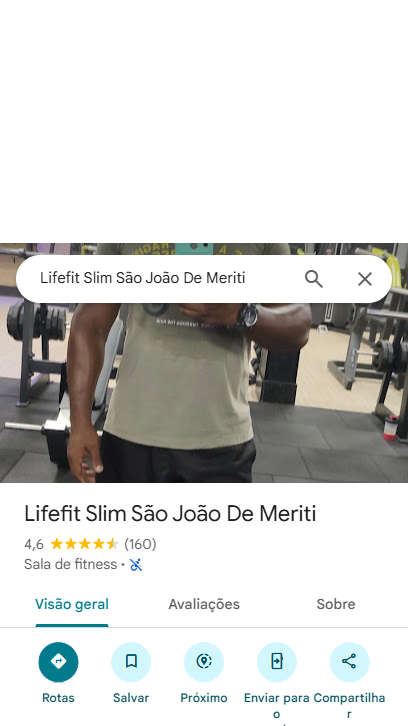 Lifefit Slim São João De Meriti
Lifefit Slim São João De Meriti
4,6 (160)
Sala de fitness •
Visão geral Avaliações Sobre
Rotas Salvar Próximo Enviar para o Compartilhar